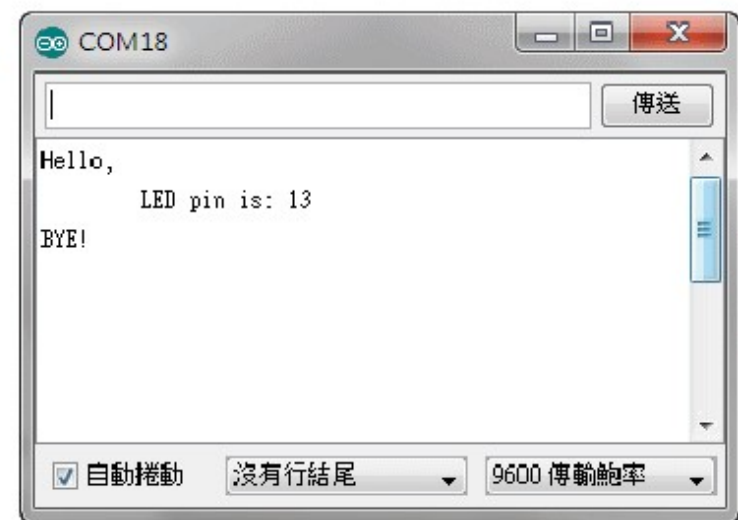 COM18
傳送
Hello,
LED pin is: 13
BYE!
自動捲動 沒有行結尾 9600 傳輸鮑率